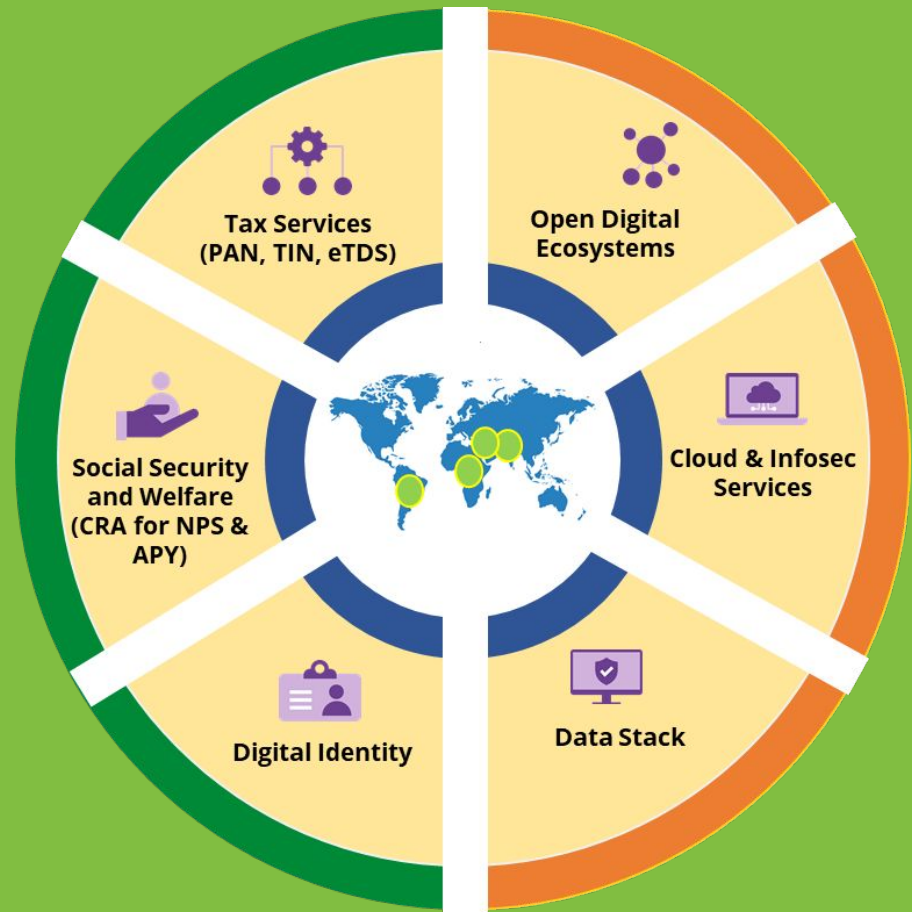 Tax Services
(PAN, TIN, eTDS)
Open Digital
Ecosystems
Social Security
and Welfare
(CRA for NPS &
APY)
Cloud & Infosec
Services
Digital Identity
Data Stack